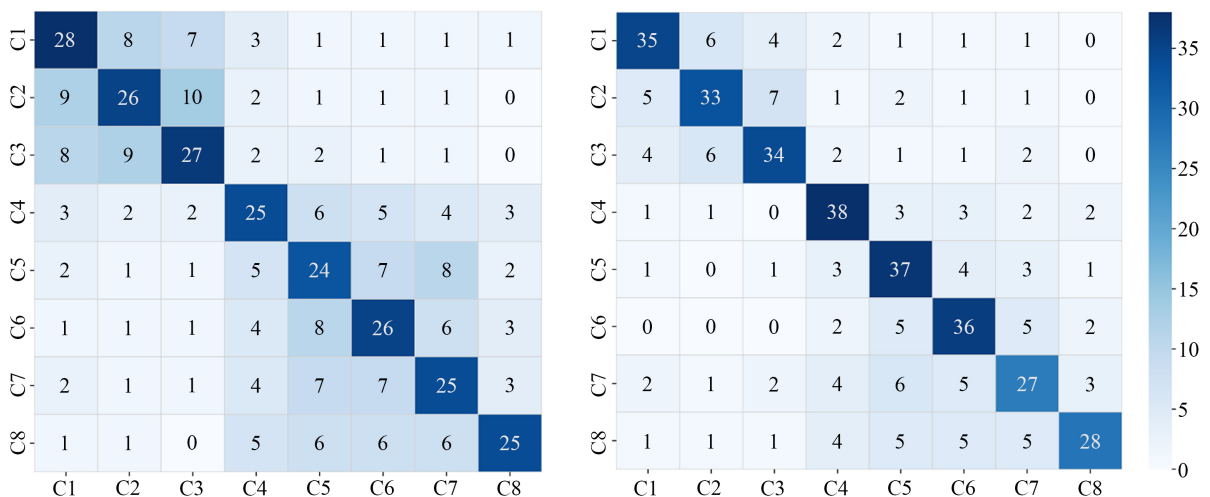 C1 28 8 7 3 1 1 1 1
C2 9 26 10 2 1 1 1 0
C3 8 9 27 2 2 1 1 0
C4 3 2 2 25 6 5 4 3
C5 2 1 1 5 24 7 8 2
C6 1 1 1 4 8 26 6 3
C7 2 1 1 4 7 7 25 3
C8 1 1 0 5 6 6 6 25
C1 C2 C3 C4 C5 C6 C7 C8
C1 35 6 4 2 1 1 1 0
C2 5 33 7 1 2 1 1 0
C3 4 6 34 2 1 1 2 0
C4 1 1 0 38 3 3 2 2
C5 1 0 1 3 37 4 3 1
C6 0 0 0 2 5 36 5 2
C7 2 1 2 4 6 5 27 3
C8 1 1 1 4 5 5 5 28
C1 C2 C3 C4 C5 C6 C7 C8
35
30
25
20
15
10
5
0